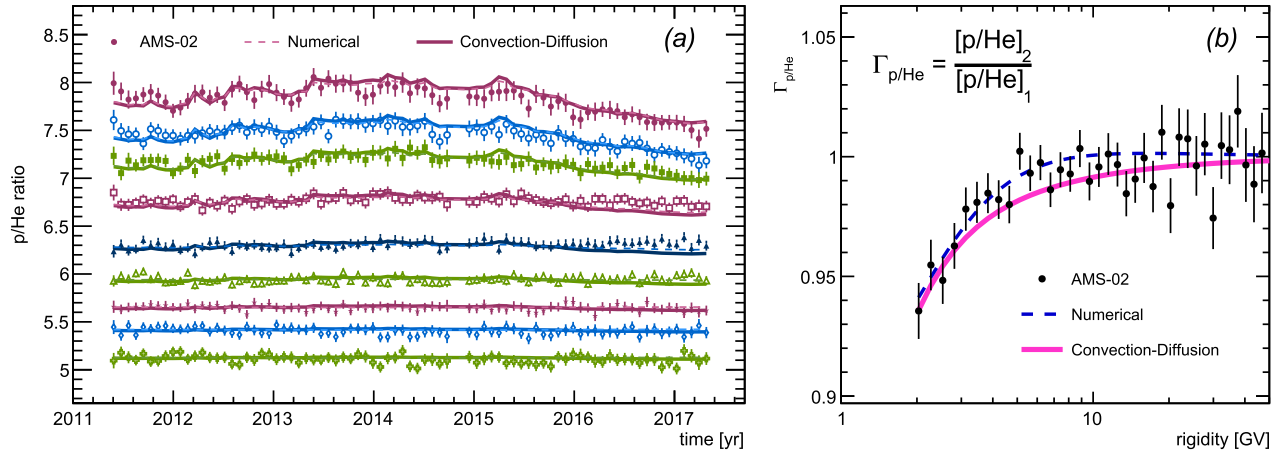 AMS-02 Numerical Convection-Diffusion (a)
p/He ratio
8.5
8
7.5
7
6.5
6
5.5
5
2011 2012 2013 2014 2015 2016 2017
time [yr]
(b)
Γp/He = [p/He]2
[p/He]1
Γp/He
1.05
1
0.95
0.9
AMS-02
Numerical
Convection-Diffusion
1 10
rigidity [GV]